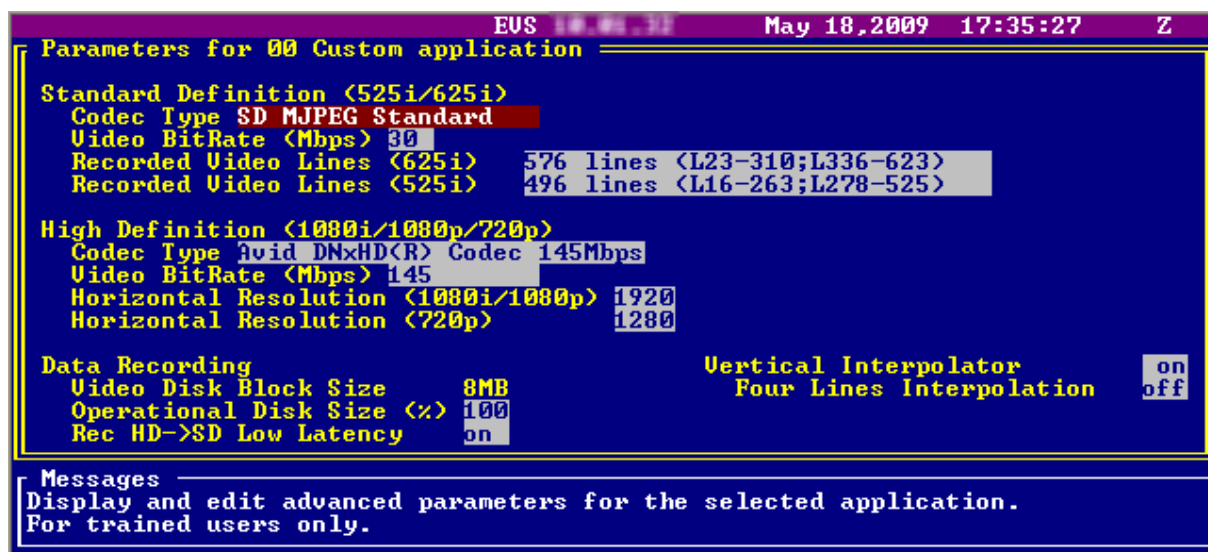 EVS May 18,2009 17:35:27 Z
Parameters for 00 Custom application
Standard Definition (525i/625i)
Codec Type SD MJPEG Standard
Video BitRate (Mbps) 30
Recorded Video Lines (625i) 576 lines (L23-310;L336-623)
Recorded Video Lines (525i) 496 lines (L16-263;L278-525)
High Definition (1080i/1080p/720p)
Codec Type Avid DNxHD(R) Codec 145Mbps
Video BitRate (Mbps) 145
Horizontal Resolution (1080i/1080p) 1920
Horizontal Resolution (720p) 1280
Data Recording Vertical Interpolator on
Video Disk Block Size 8MB Four Lines Interpolation off
Operational Disk Size (%) 100
Rec HD->SD Low Latency on
Messages
Display and edit advanced parameters for the selected application.
For trained users only.